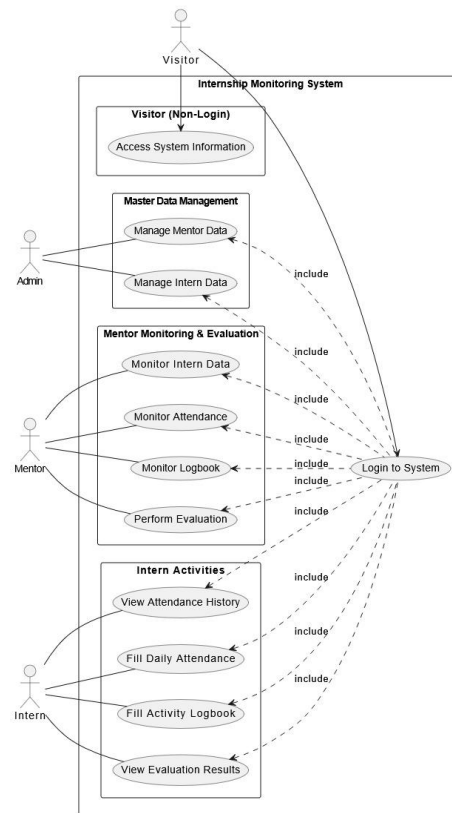 Visitor
Internship Monitoring System
Visitor (Non-Login)
Access System Information
Master Data Management
Manage Mentor Data
Admin
Manage Intern Data
include
include
Mentor Monitoring & Evaluation
Monitor Intern Data
include
Monitor Attendance
include
Mentor
Monitor Logbook
include
Login to System
include
Perform Evaluation
include
Intern Activities
View Attendance History
include
Fill Daily Attendance
include
Intern
Fill Activity Logbook
include
View Evaluation Results